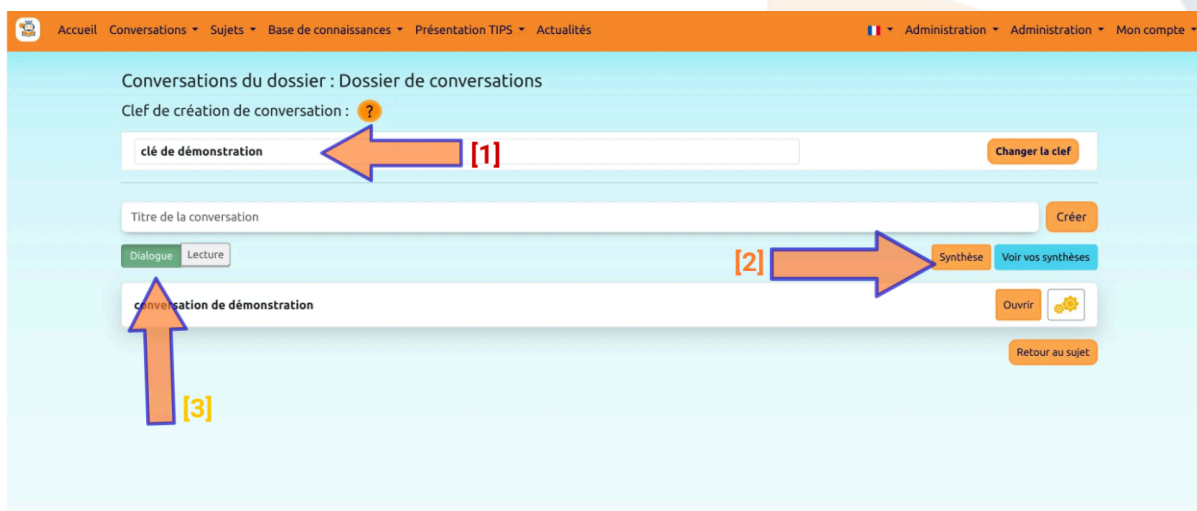 Accueil Conversations Sujets Base de connaissances Présentation TIPS Actualités Administration Administration Mon compte
Conversations du dossier : Dossier de conversations
Clef de création de conversation : ?
clé de démonstration [1] Changer la clef
Titre de la conversation Créer
Dialogue Lecture [2] Synthèse Voir vos synthèses
conversation de démonstration Ouvrir
Retour au sujet
[3]